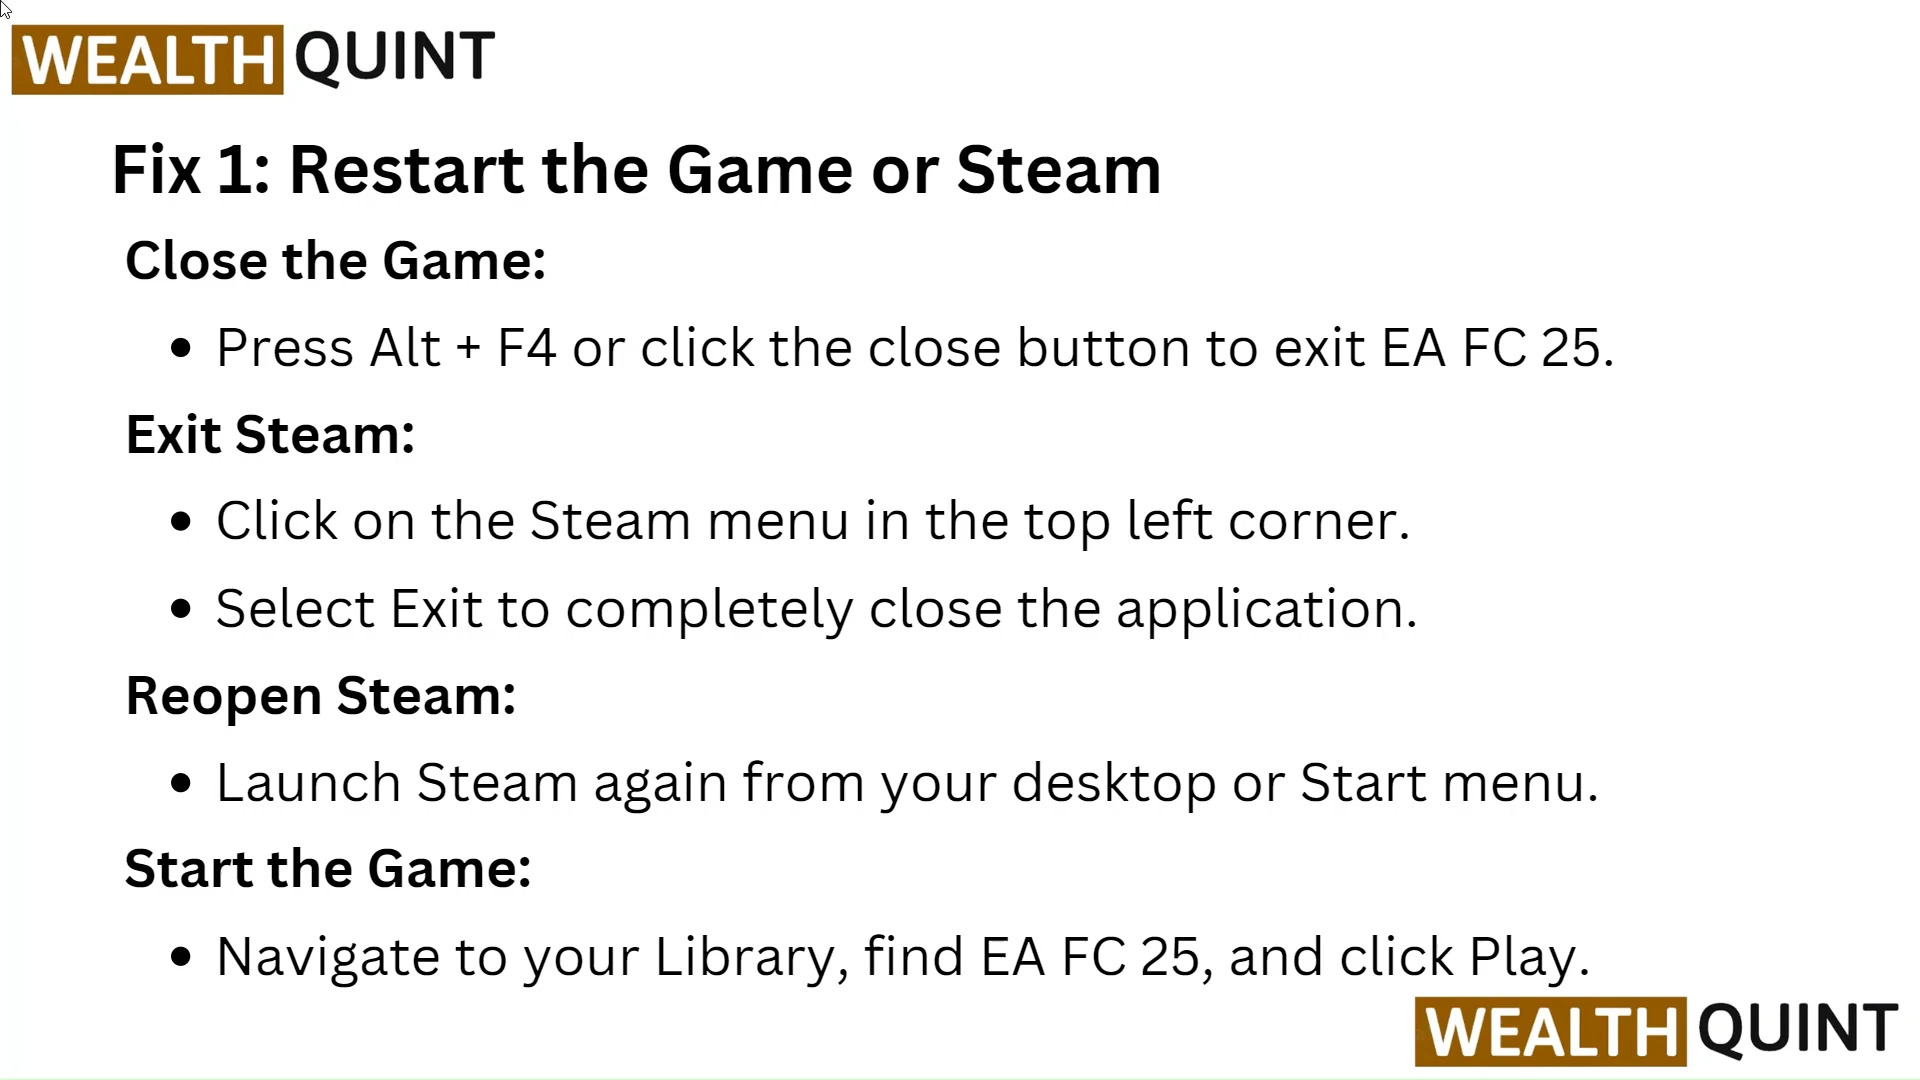 WEALTH QUINT
Fix 1: Restart the Game or Steam
Close the Game:
• Press Alt + F4 or click the close button to exit EA FC 25.
Exit Steam:
• Click on the Steam menu in the top left corner.
• Select Exit to completely close the application.
Reopen Steam:
• Launch Steam again from your desktop or Start menu.
Start the Game:
• Navigate to your Library, find EA FC 25, and click Play.
WEALTH QUINT